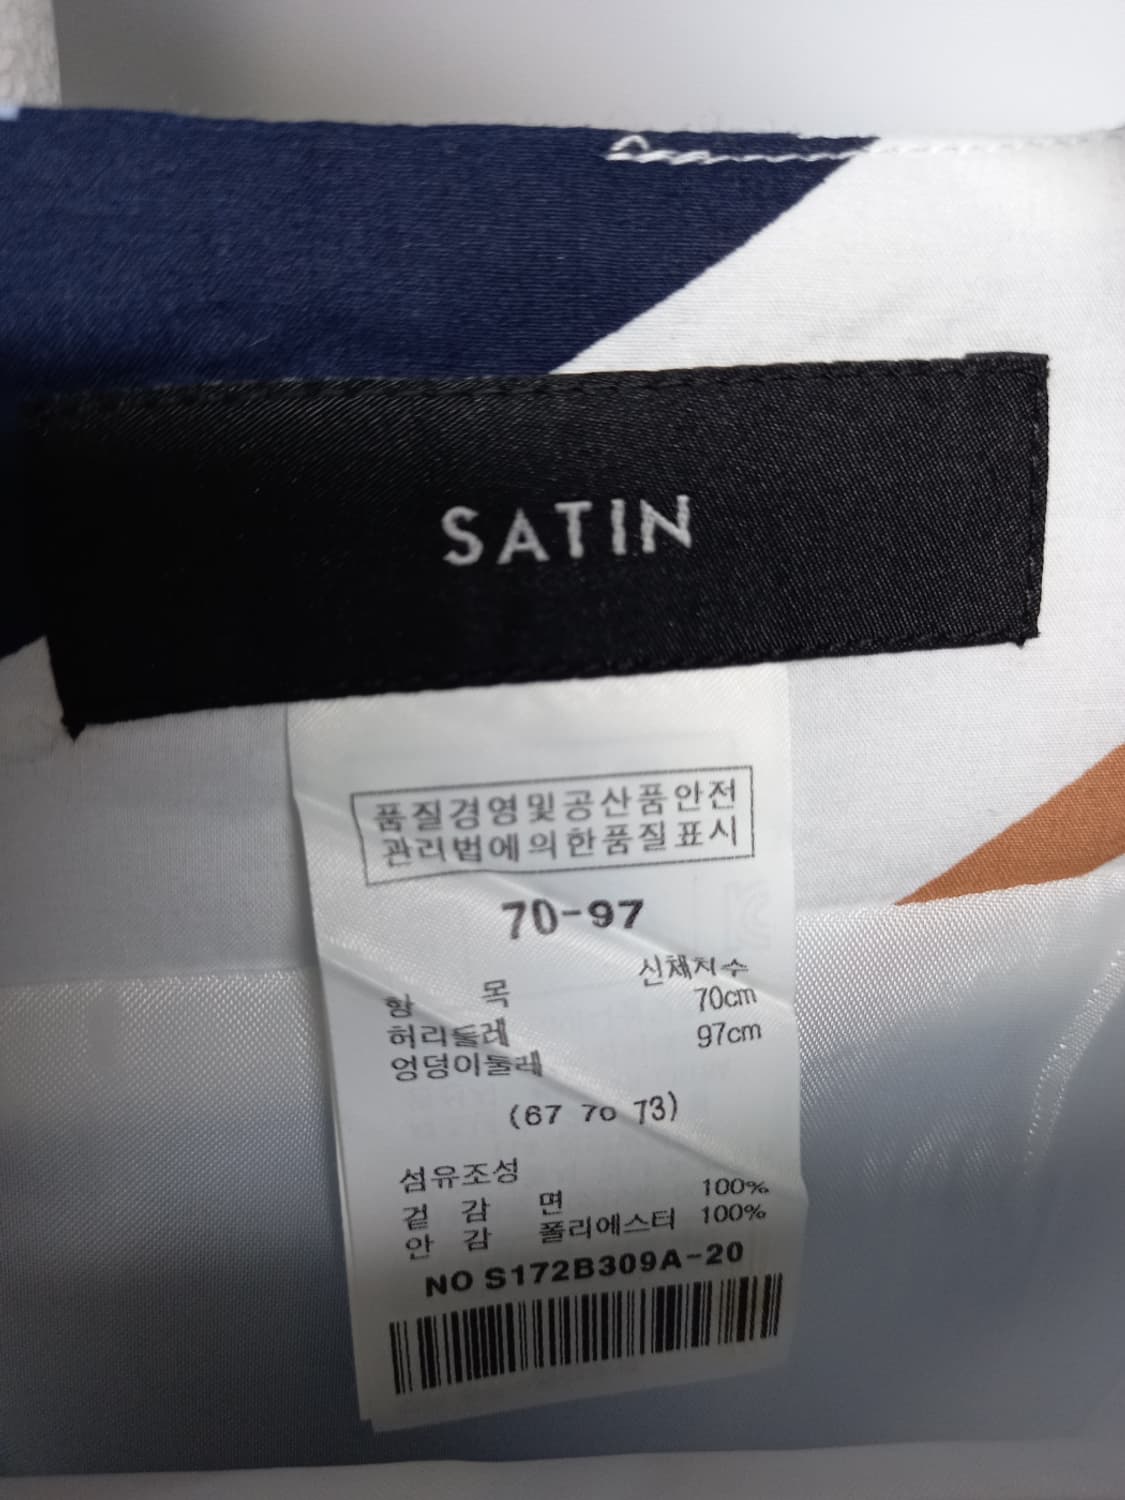 SATIN
품질경영및공산품안전
관리법에의한품질표시
70-97
신체치수
항 목 70cm
허리둘레 97cm
엉덩이둘레
(67 70 73)
섬유조성
겉 감 면 100%
안 감 폴리에스터 100%
NO S172B309A-20